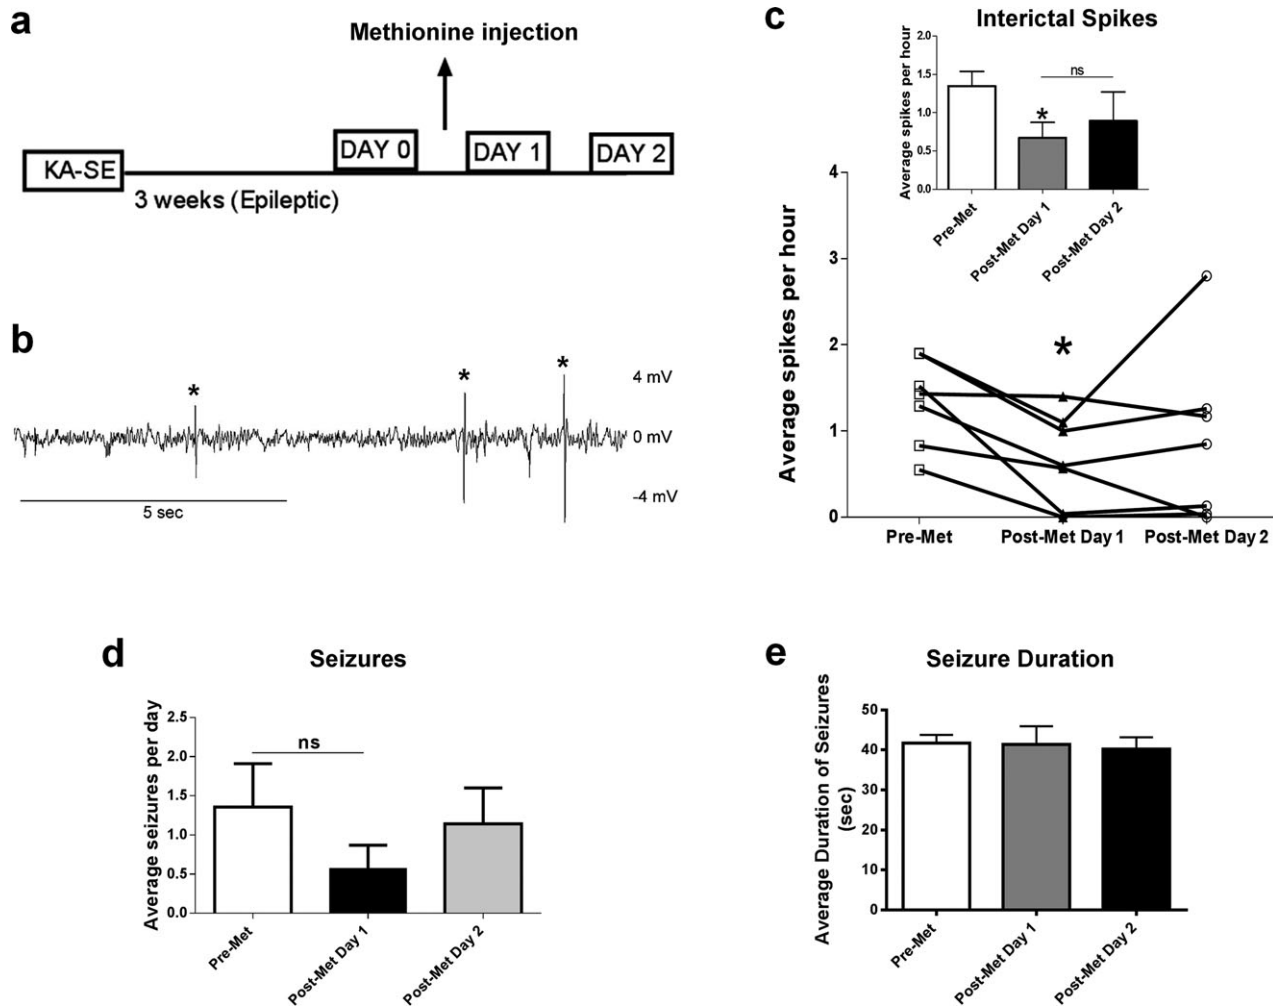 a
Methionine injection
KA-SE
DAY 0
DAY 1
DAY 2
3 weeks (Epileptic)
b
*
*
*
4 mV
0 mV
-4 mV
5 sec
c
Interictal Spikes
Average spikes per hour
2.0
1.5
1.0
0.5
0.0
ns
*
Pre-Met
Post-Met Day 1
Post-Met Day 2
Average spikes per hour
4
3
2
1
0
*
Pre-Met
Post-Met Day 1
Post-Met Day 2
d
Seizures
Average seizures per day
2.5
2.0
1.5
1.0
0.5
0.0
ns
Pre-Met
Post-Met Day 1
Post-Met Day 2
e
Seizure Duration
Average Duration of Seizures
(sec)
50
40
30
20
10
0
Pre-Met
Post-Met Day 1
Post-Met Day 2